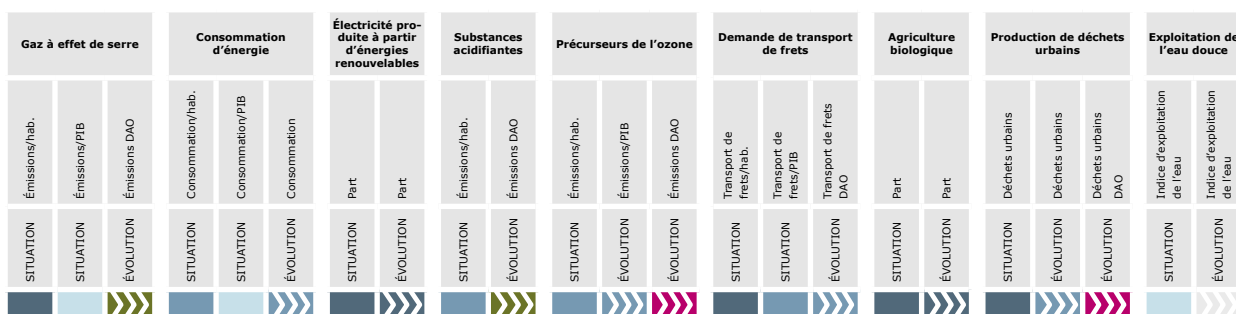 Gaz à effet de serre
Consommation
d’énergie
Électricité pro-
duite à partir
d’énergies
renouvelables
Substances
acidifiantes
Précurseurs de l’ozone
Demande de transport
de frets
Agriculture
biologique
Production de déchets
urbains
Exploitation de
l’eau douce
Émissions/hab.
Émissions/PIB
Émissions DAO
Consommation/hab.
Consommation/PIB
Consommation
Part
Part
Émissions/hab.
Émissions DAO
Émissions/hab.
Émissions/PIB
Émissions DAO
Transport de
frets/hab.
Transport de
frets/PIB
Transport de frets
DAO
Part
Part
Déchets urbains
Déchets urbains
Déchets urbains
DAO
Indice d’exploitation
de l’eau
Indice d’exploitation
de l’eau
SITUATION
SITUATION
ÉVOLUTION
SITUATION
SITUATION
ÉVOLUTION
SITUATION
ÉVOLUTION
SITUATION
ÉVOLUTION
SITUATION
SITUATION
ÉVOLUTION
SITUATION
SITUATION
ÉVOLUTION
SITUATION
ÉVOLUTION
SITUATION
ÉVOLUTION
ÉVOLUTION
SITUATION
ÉVOLUTION